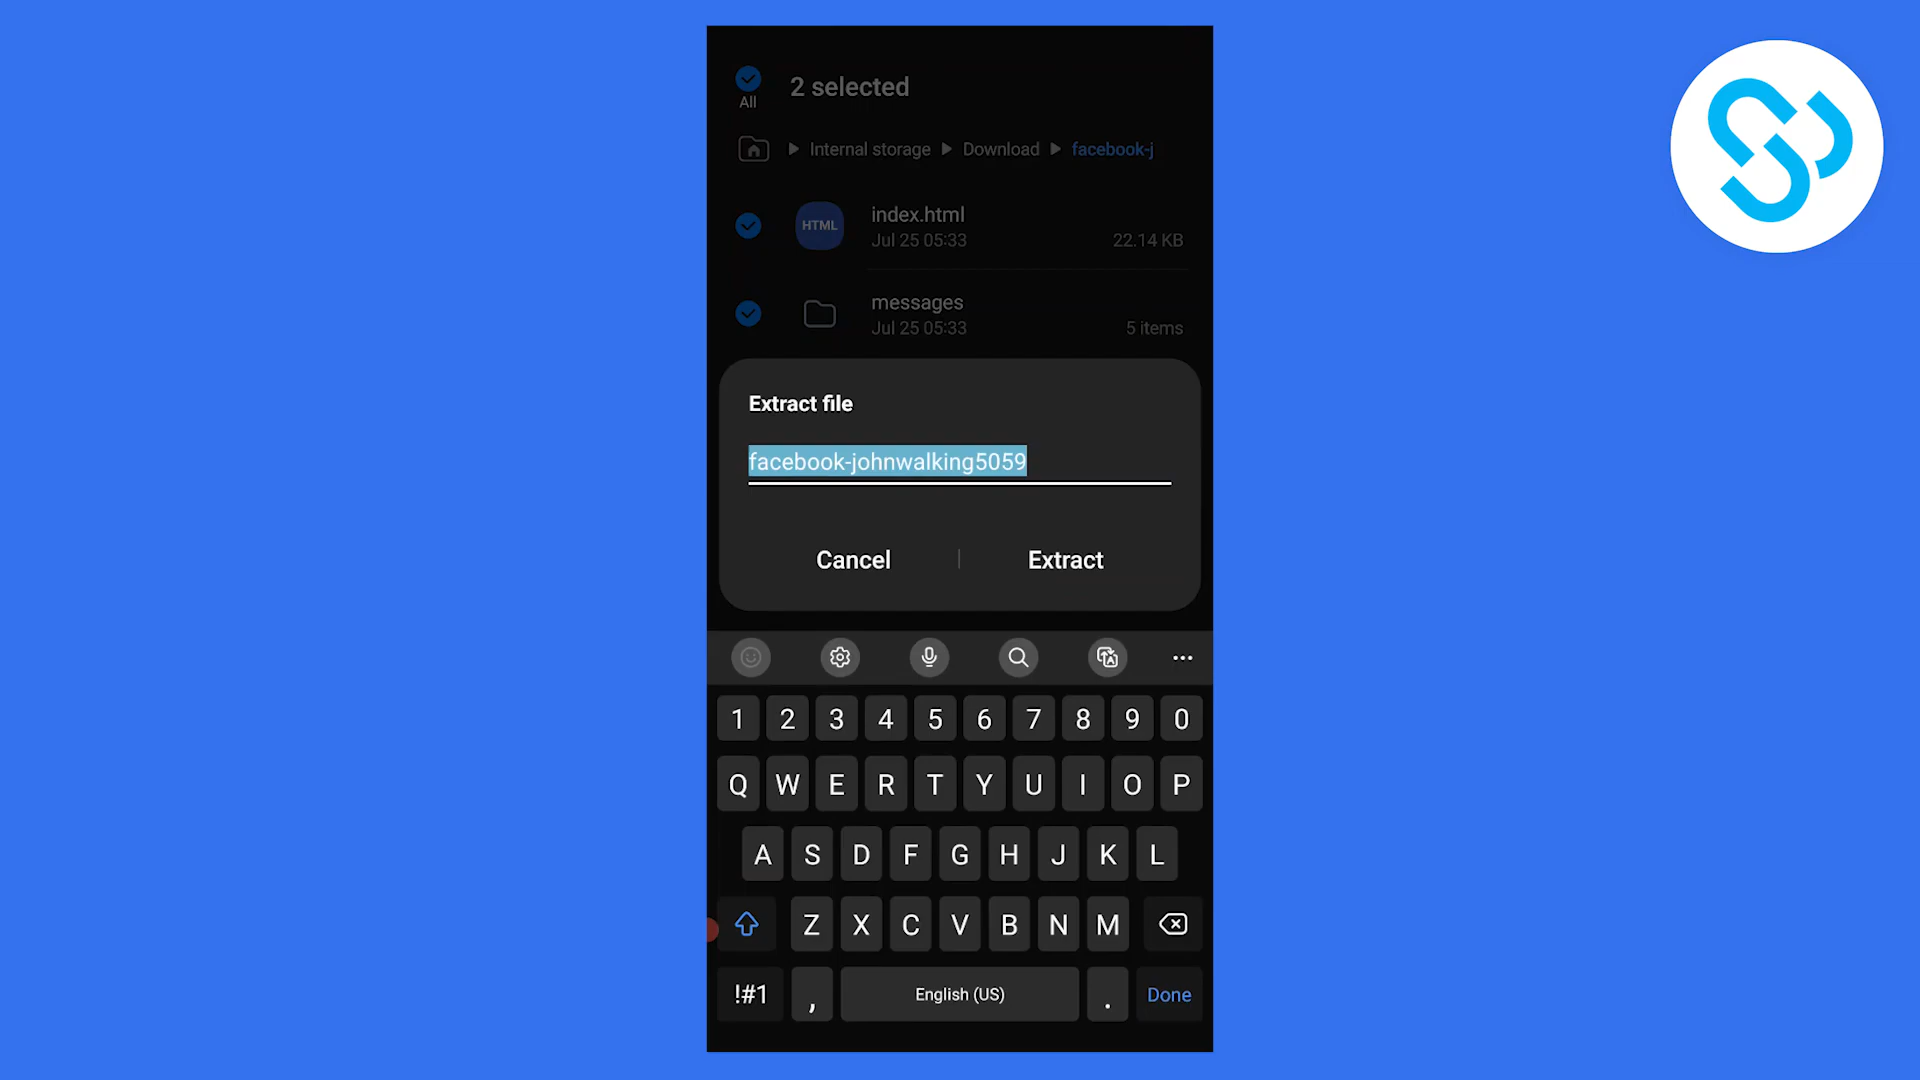 2 selected
All
Internal storage Download facebook-j
HTML
index.html
Jul 25 05:33 22.14 KB
messages
Jul 25 05:33 5 items
Extract file
facebook-johnwalking5059
Cancel Extract
1 2 3 4 5 6 7 8 9 0
Q W E R T Y U I O P
A S D F G H J K L
Z X C V B N M
!#1 , English (US) . Done